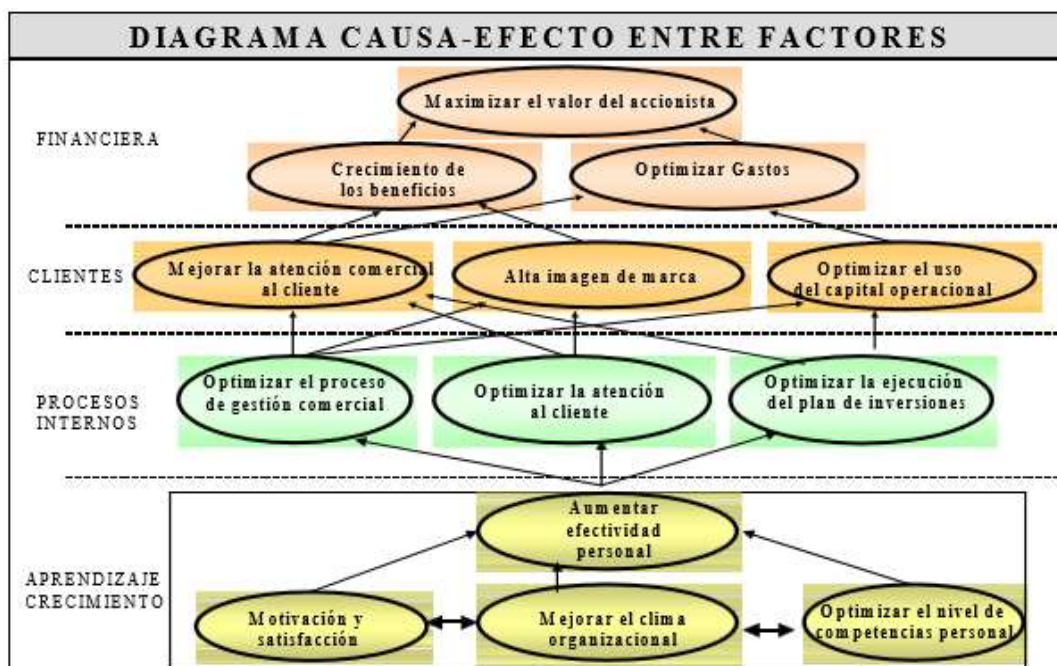 DIAGRAMA CAUSA-EFECTO ENTRE FACTORES
Maximizar el valor del accionista
FINANCIERA
Crecimiento de
los beneficios
Optimizar Gastos
CLIENTES
Mejorar la atención comercial
al cliente
Alta imagen de marca
Optimizar el uso
del capital operacional
PROCESOS
INTERNOS
Optimizar el proceso
de gestión comercial
Optimizar la atención
al cliente
Optimizar la ejecución
del plan de inversiones
Aumentar
efectividad
personal
APRENDIZAJE
CRECIMIENTO
Motivación y
satisfacción
Mejorar el clima
organizacional
Optimizar el nivel de
competencias personal